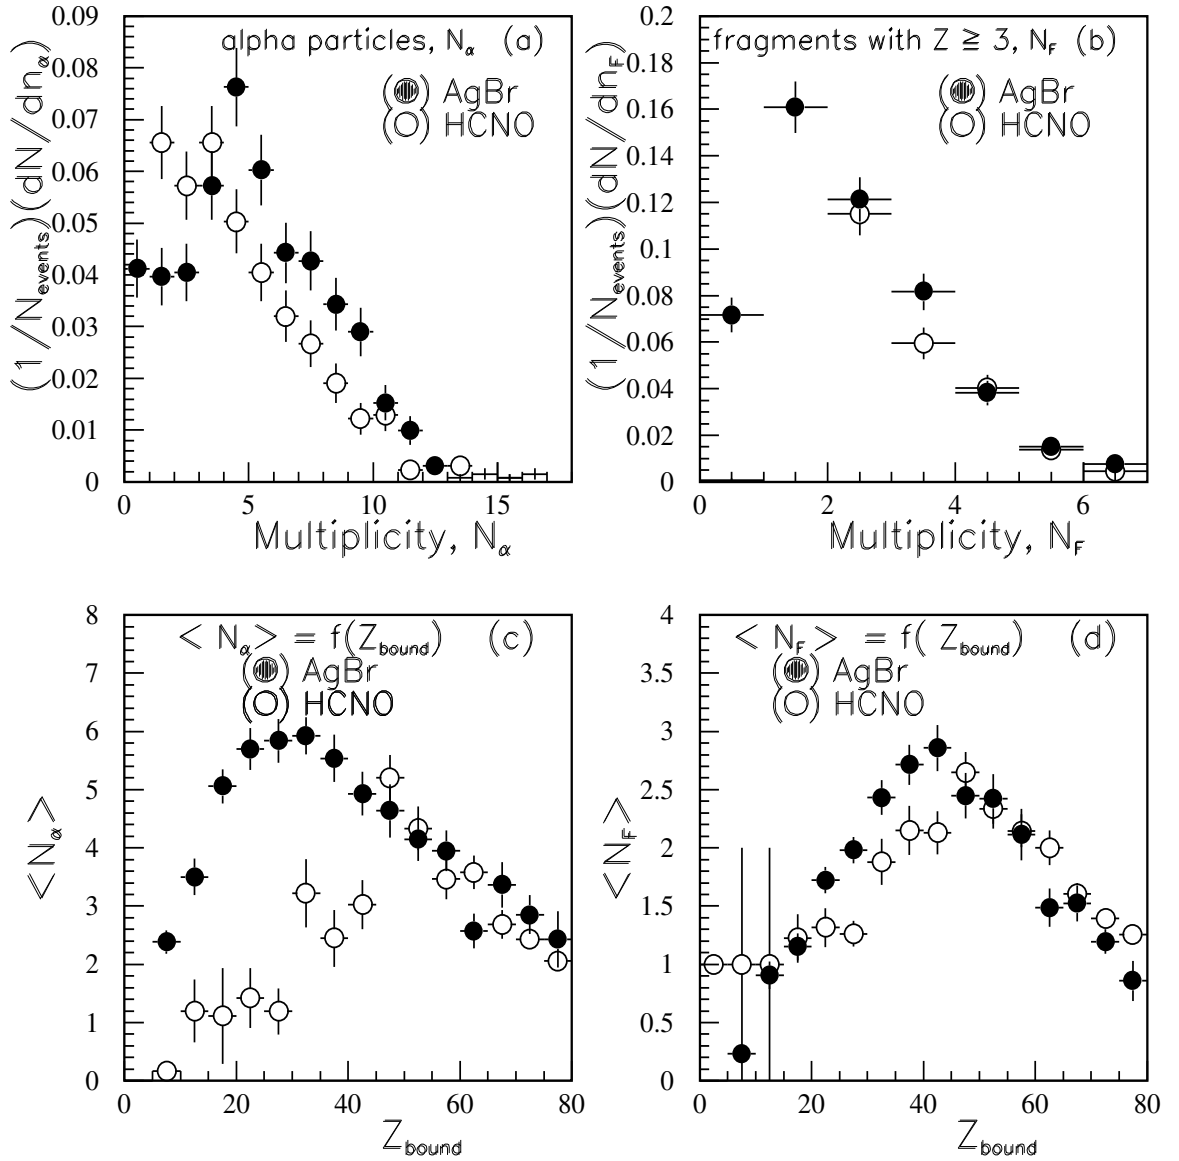 alpha particles, Nα (a)
(●) AgBr
(○) HCNO
(1/Nevents)(dN/dnα)
0.09
0.08
0.07
0.06
0.05
0.04
0.03
0.02
0.01
0
0 5 10 15
Multiplicity, Nα
fragments with Z ≧ 3, NF (b)
(●) AgBr
(○) HCNO
(1/Nevents)(dN/dnF)
0.2
0.18
0.16
0.14
0.12
0.1
0.08
0.06
0.04
0.02
0
0 2 4 6
Multiplicity, NF
< Nα > = f(Zbound) (c)
(●) AgBr
(○) HCNO
<Nα>
8
7
6
5
4
3
2
1
0
0 20 40 60 80
Zbound
< NF > = f( Zbound) (d)
(●) AgBr
(○) HCNO
<NF>
4
3.5
3
2.5
2
1.5
1
0.5
0
0 20 40 60 80
Zbound